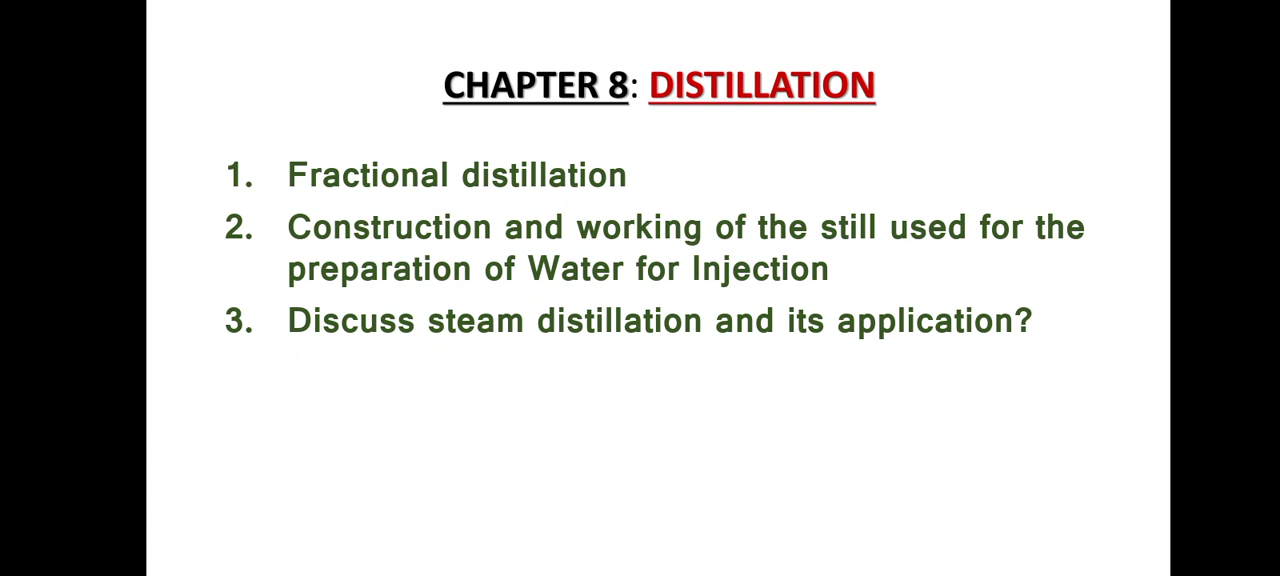 CHAPTER 8: DISTILLATION
1. Fractional distillation
2. Construction and working of the still used for the
preparation of Water for Injection
3. Discuss steam distillation and its application?